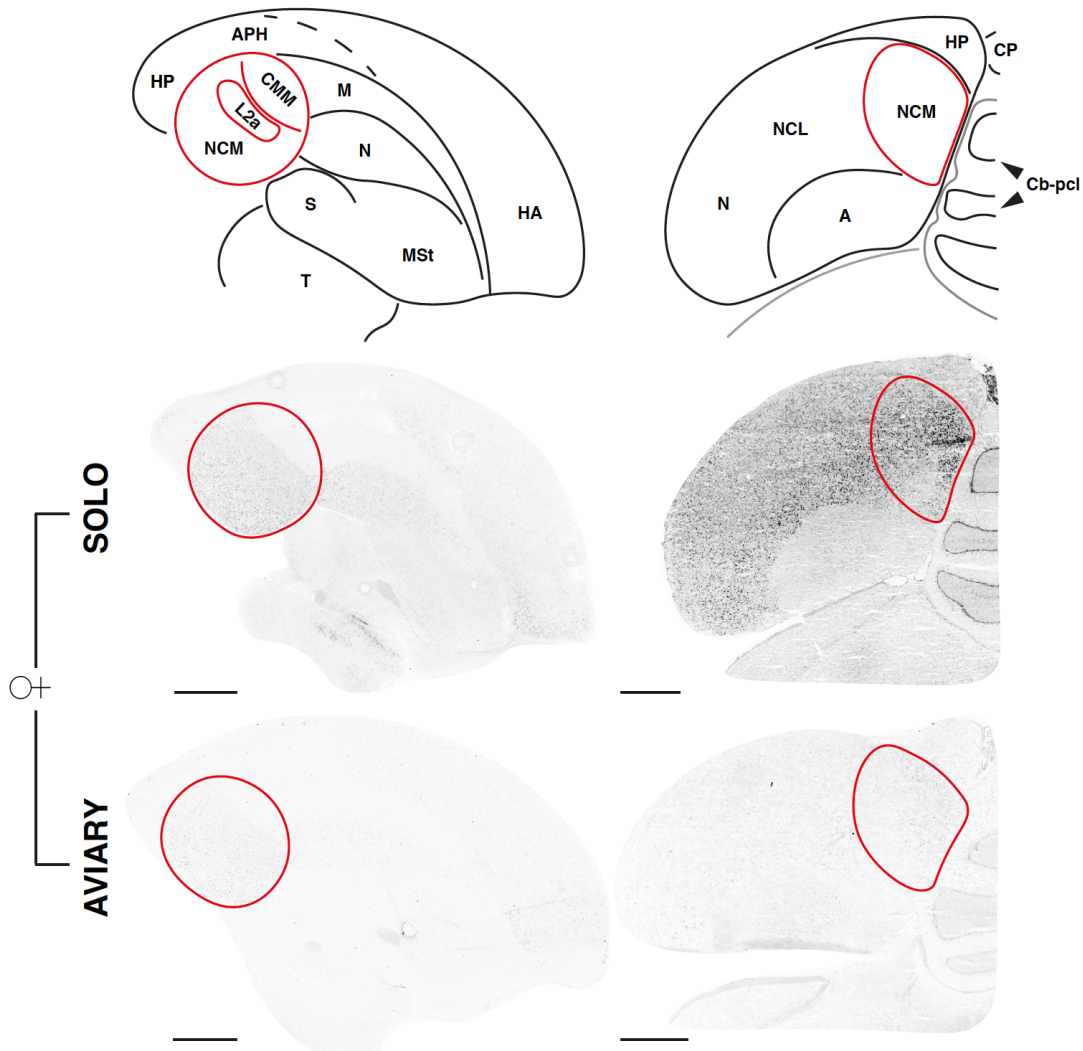 APH
HP
CMM
M
L2a
NCM
N
S
HA
MSt
T
HP
CP
NCM
NCL
Cb-pcl
N
A
SOLO
♀
AVIARY